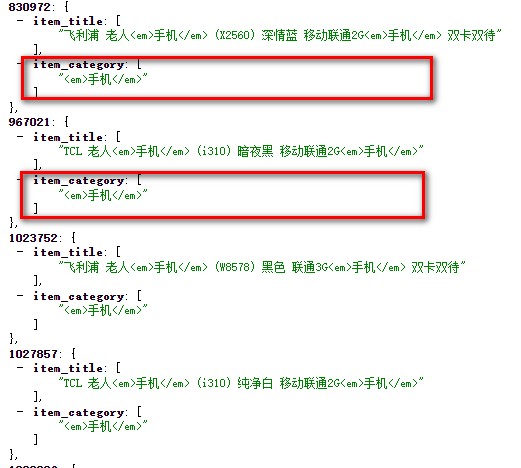 830972: {
- item_title: [
"飞利浦 老人<em>手机</em> (X2560) 深情蓝 移动联通2G<em>手机</em> 双卡双待"
],
- item_category: [
"<em>手机</em>"
]
},
967021: {
- item_title: [
"TCL 老人<em>手机</em> (i310) 暗夜黑 移动联通2G<em>手机</em>"
],
- item_category: [
"<em>手机</em>"
]
},
1023752: {
- item_title: [
"飞利浦 老人<em>手机</em> (W8578) 黑色 联通3G<em>手机</em> 双卡双待"
],
- item_category: [
"<em>手机</em>"
]
},
1027857: {
- item_title: [
"TCL 老人<em>手机</em> (i310) 纯净白 移动联通2G<em>手机</em>"
],
- item_category: [
"<em>手机</em>"
]
},